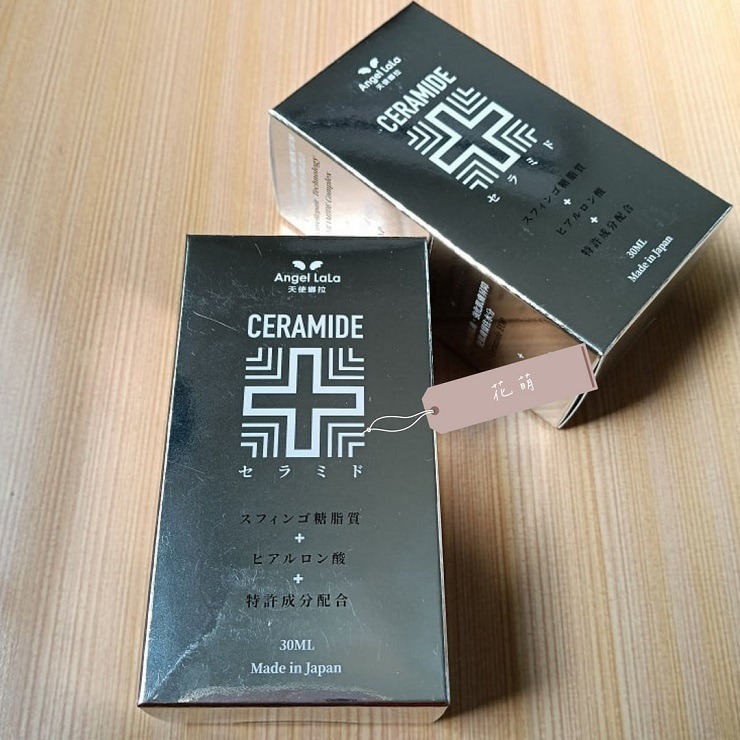 Angel LaLa
天使娜拉
CERAMIDE
セラミド
スフィンゴ糖脂質
+
ヒアルロン酸
+
特許成分配合
30ML
Made in Japan
Angel LaLa
天使娜拉
CERAMIDE
セラミド
スフィンゴ糖脂質
+
ヒアルロン酸
+
特許成分配合
30ML
Made in Japan
花萌